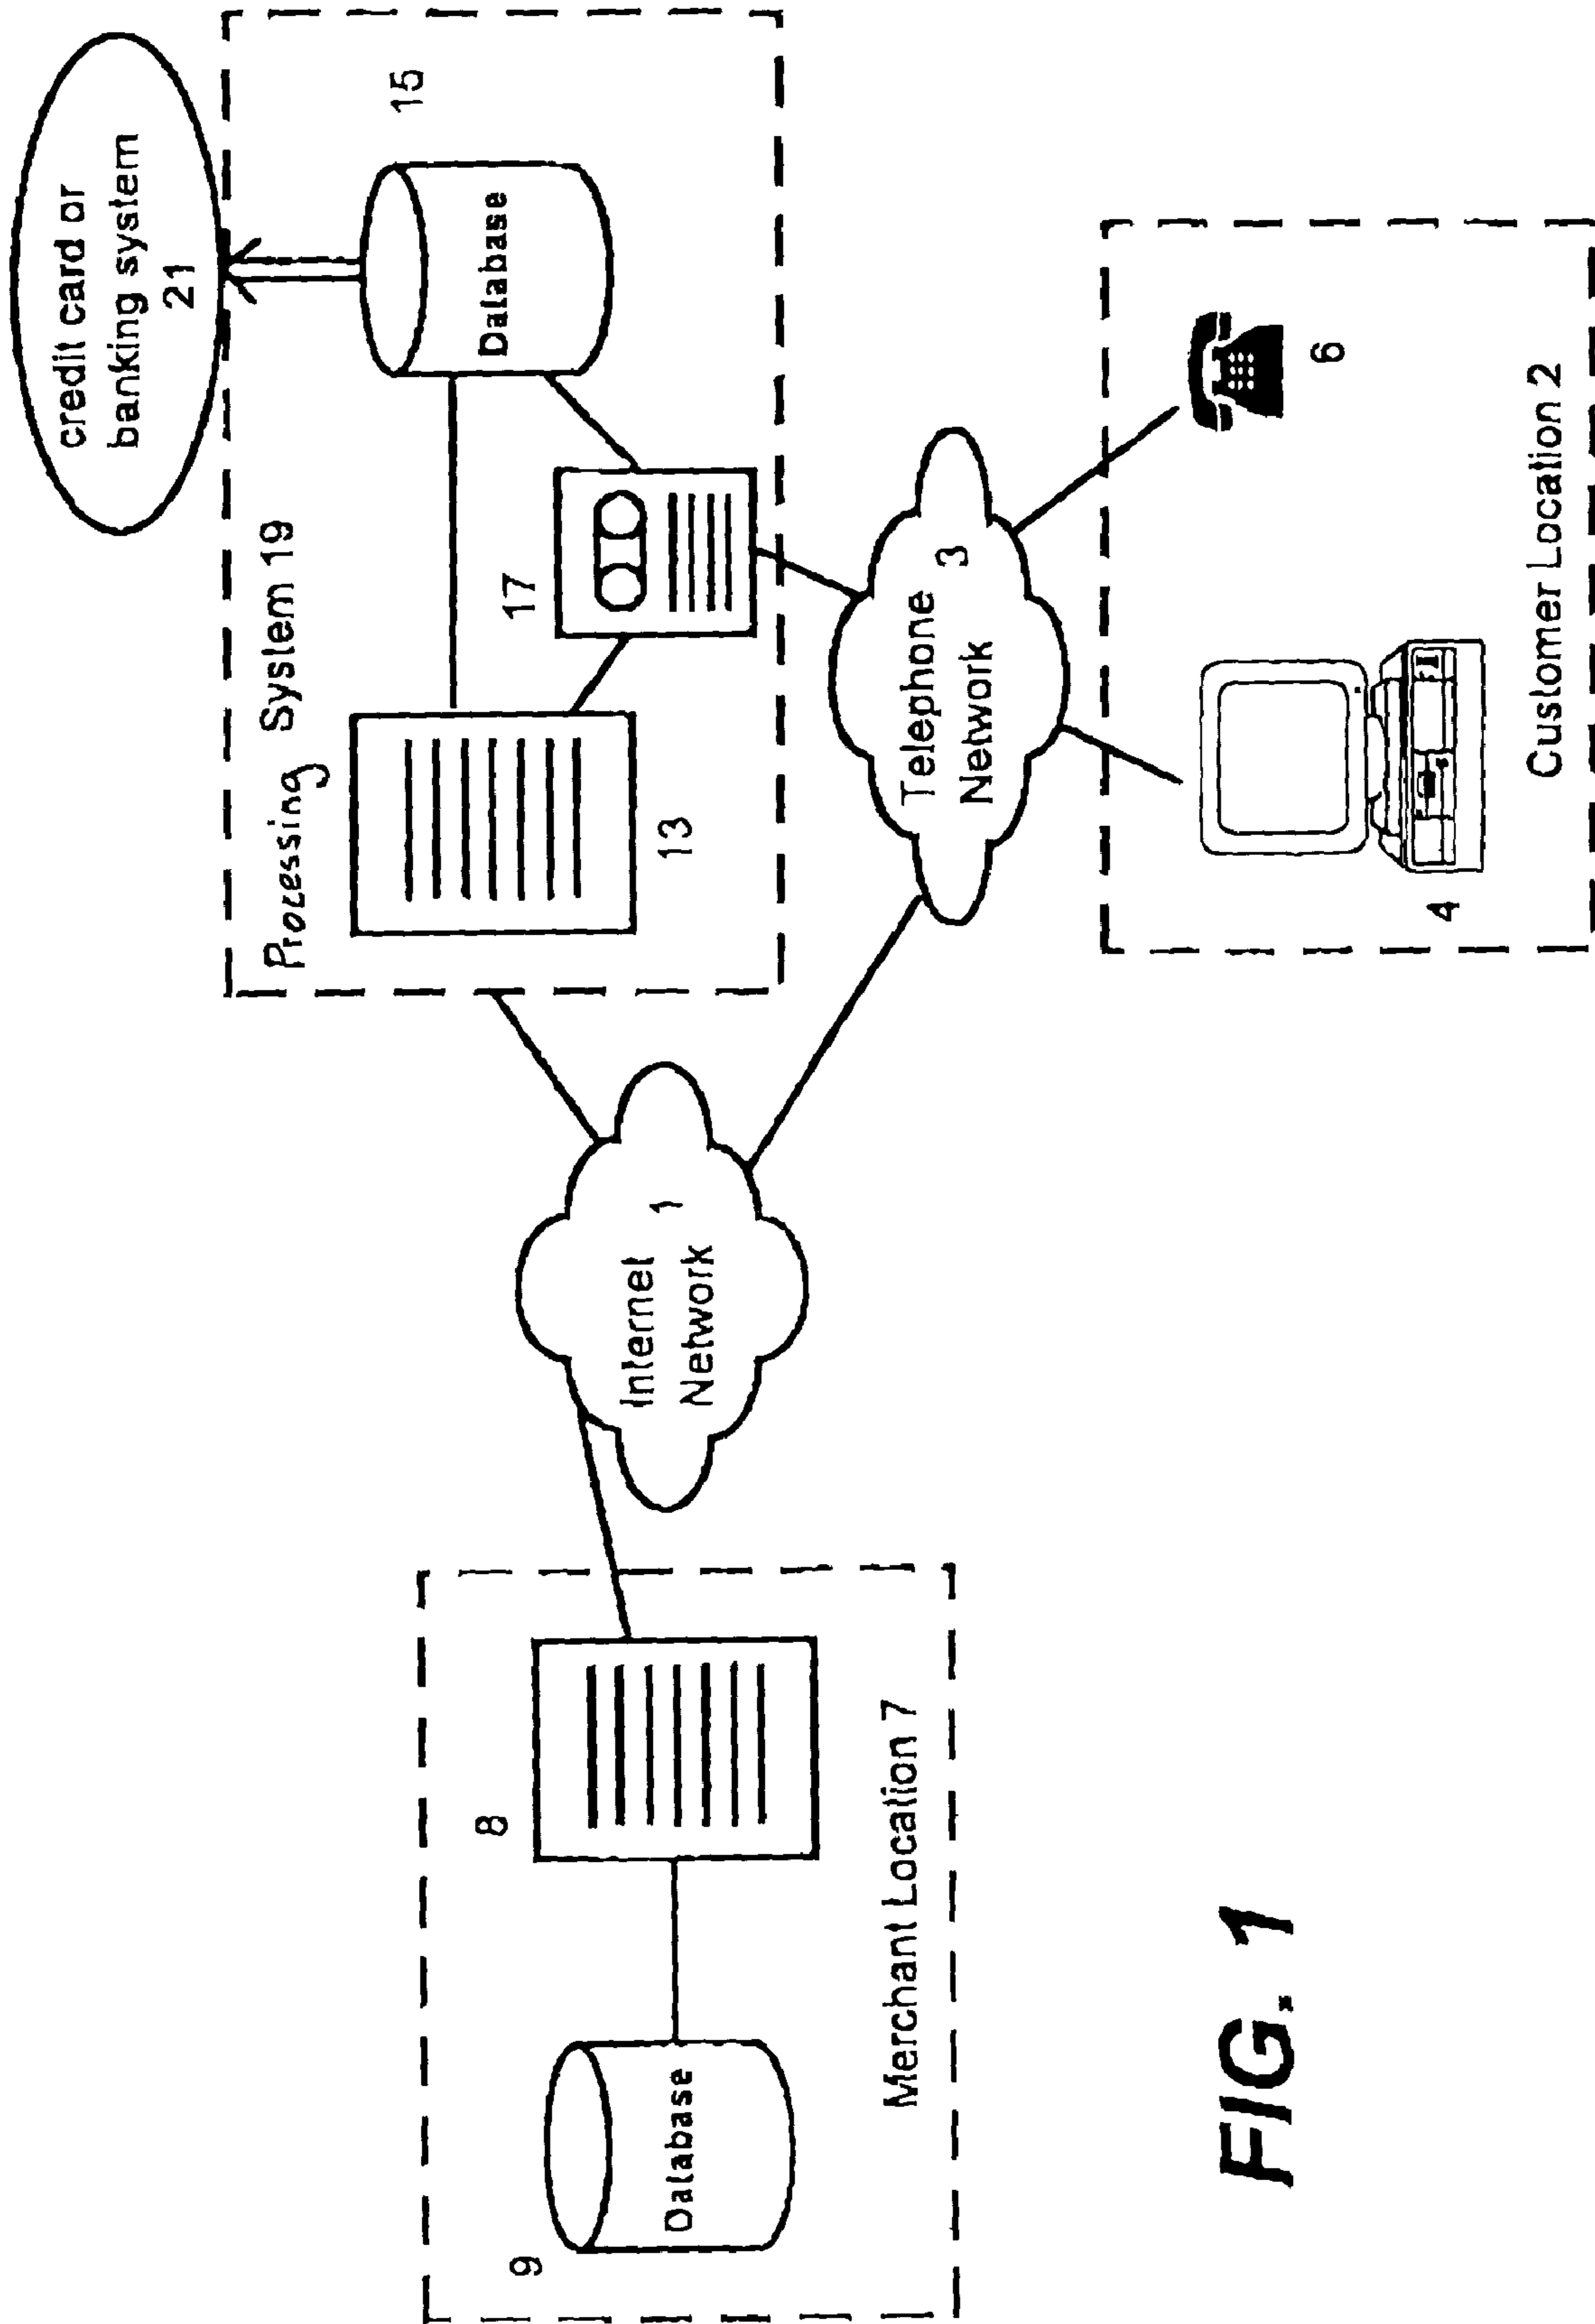 credit card or
banking system
21
Processing System 19
15
Database
17
13
Internet
Network
1
Telephone
Network
3
8
9
Database
Merchant Location 7
6
4
Customer Location 2
FIG. 1